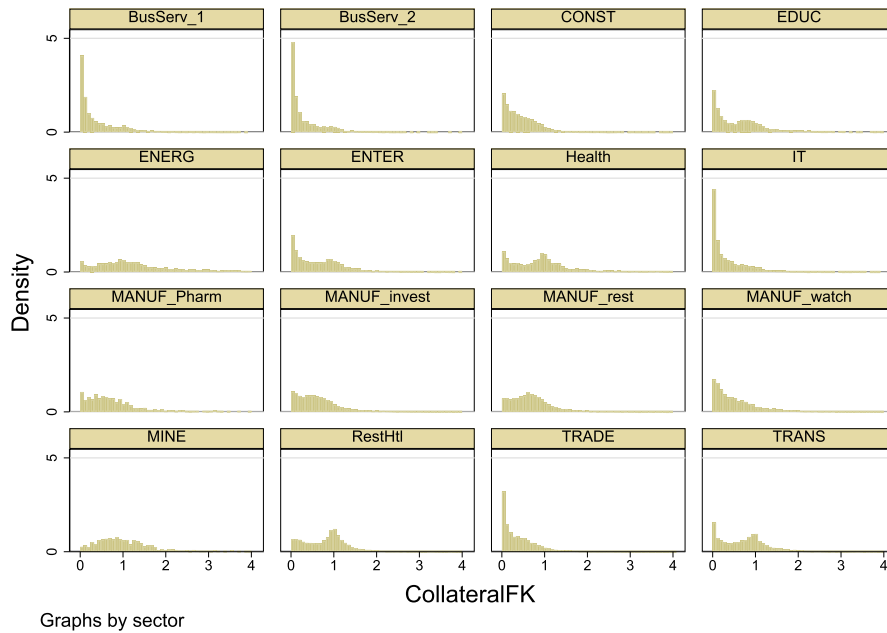 BusServ_1 BusServ_2 CONST EDUC
5
0
ENERG ENTER Health IT
5
0
MANUF_Pharm MANUF_invest MANUF_rest MANUF_watch
5
0
MINE RestHtl TRADE TRANS
5
0
0 1 2 3 4 0 1 2 3 4 0 1 2 3 4 0 1 2 3 4
Density
CollateralFK
Graphs by sector